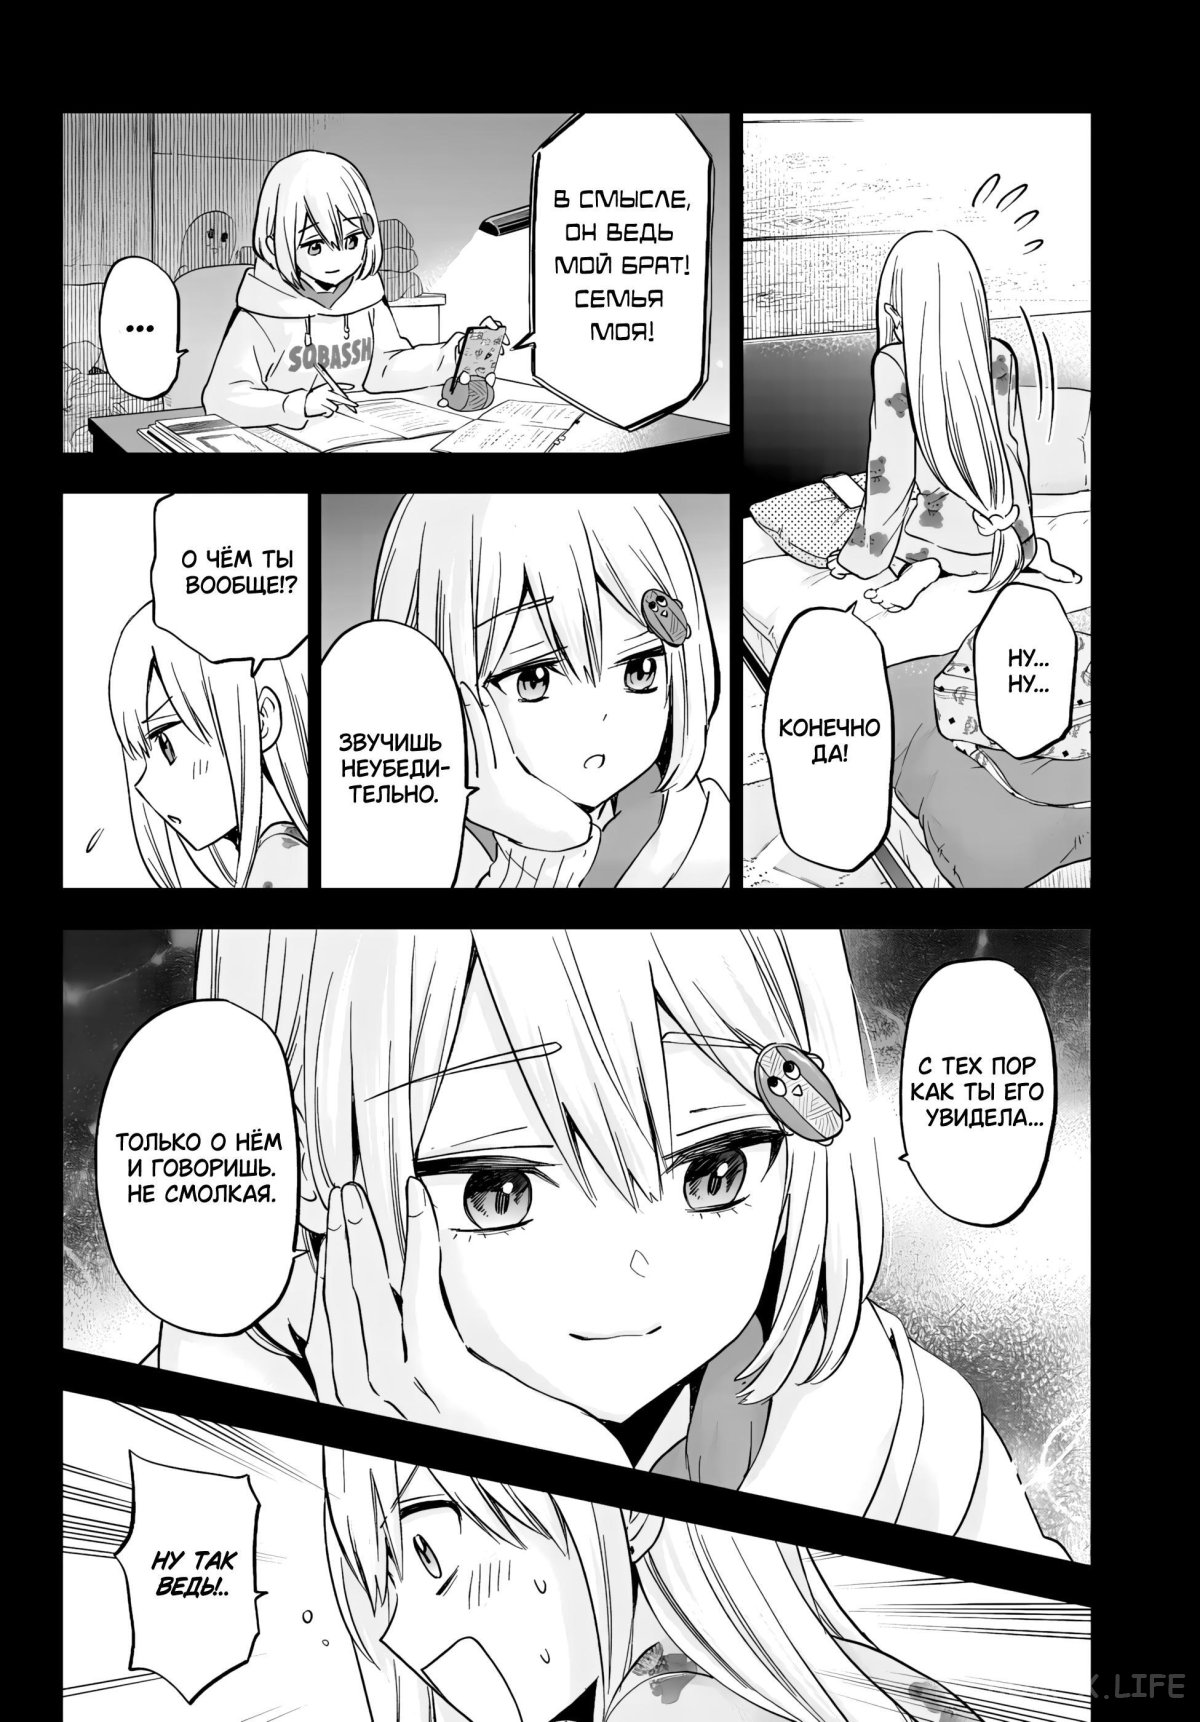 НУ...
НУ...
КОНЕЧНО
ДА!
В СМЫСЛЕ,
ОН ВЕДЬ
МОЙ БРАТ!
СЕМЬЯ
МОЯ!
SOBASSH
...
ЗВУЧИШЬ
НЕУБЕДИ-
ТЕЛЬНО.
О ЧЁМ ТЫ
ВООБЩЕ!?
С ТЕХ ПОР
КАК ТЫ ЕГО
УВИДЕЛА...
ТОЛЬКО О НЁМ
И ГОВОРИШЬ.
НЕ СМОЛКАЯ.
НУ ТАК
ВЕДЬ!..
.LIFE